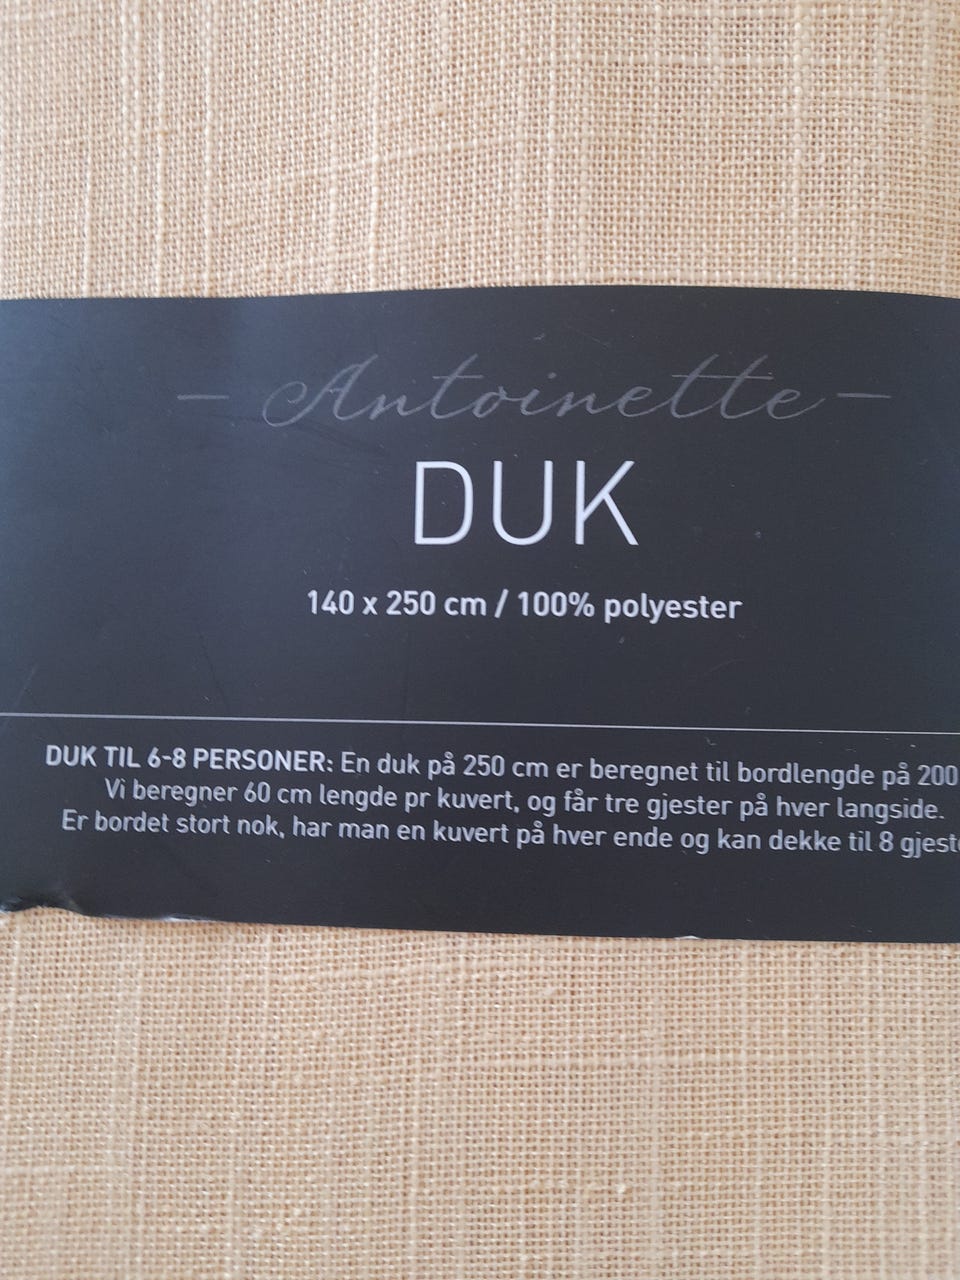 — Antoinette —
DUK
140 x 250 cm / 100% polyester
DUK TIL 6-8 PERSONER: En duk på 250 cm er beregnet til bordlengde på 200
Vi beregner 60 cm lengde pr kuvert, og får tre gjester på hver langside.
Er bordet stort nok, har man en kuvert på hver ende og kan dekke til 8